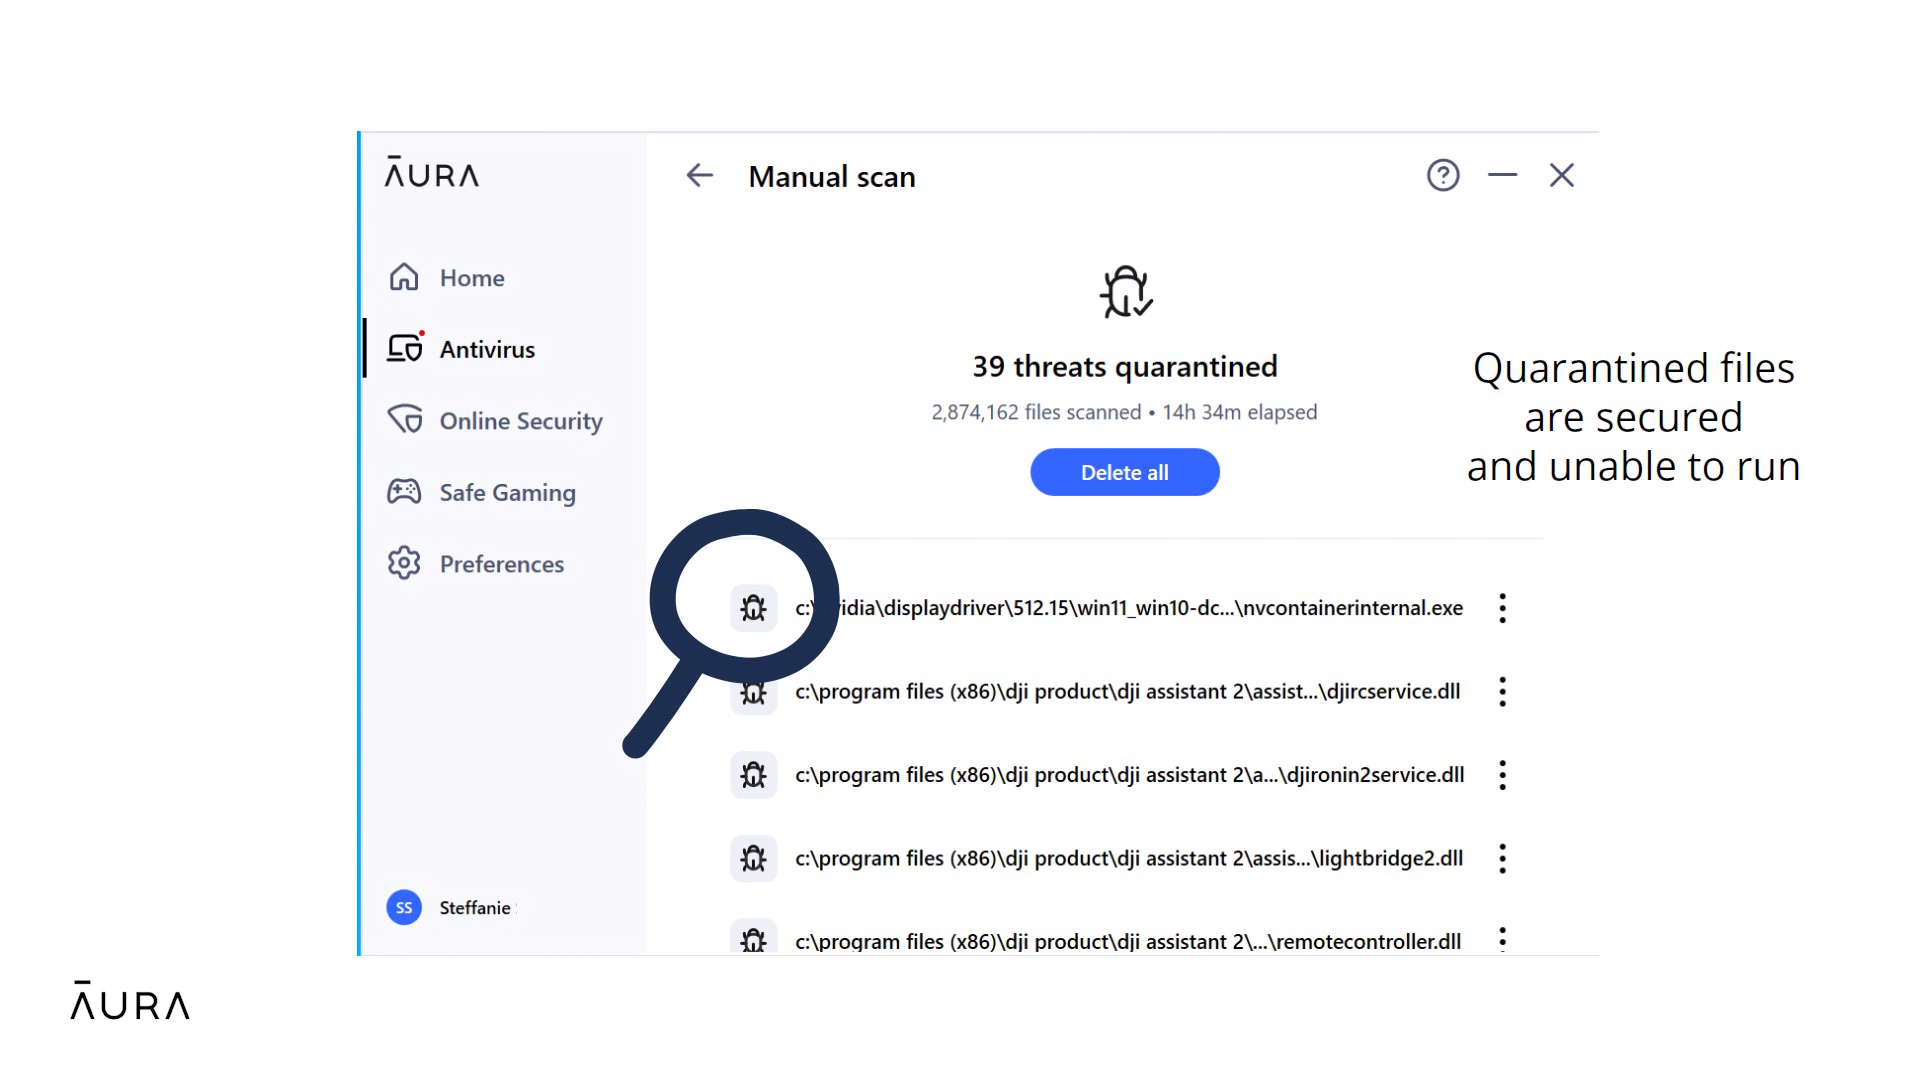 ĀURA
Manual scan
Home
Antivirus
Online Security
Safe Gaming
Preferences
SS
Steffanie
39 threats quarantined
2,874,162 files scanned • 14h 34m elapsed
Delete all
Quarantined files
are secured
and unable to run
c:\nvidia\displaydriver\512.15\win11_win10-dc...\nvcontainerinternal.exe
c:\program files (x86)\dji product\dji assistant 2\assist...\djircservice.dll
c:\program files (x86)\dji product\dji assistant 2\a...\djironin2service.dll
c:\program files (x86)\dji product\dji assistant 2\assis...\lightbridge2.dll
c:\program files (x86)\dji product\dji assistant 2\...\remotecontroller.dll
ĀURA